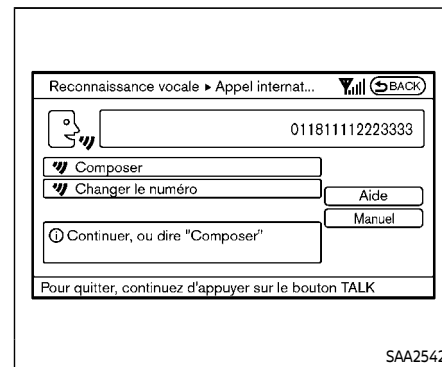 Reconnaissance vocale ▸ Appel internat... BACK
011811112223333
Composer
Changer le numéro
Aide
Manuel
Continuer, ou dire "Composer"
Pour quitter, continuez d'appuyer sur le bouton TALK
SAA2542